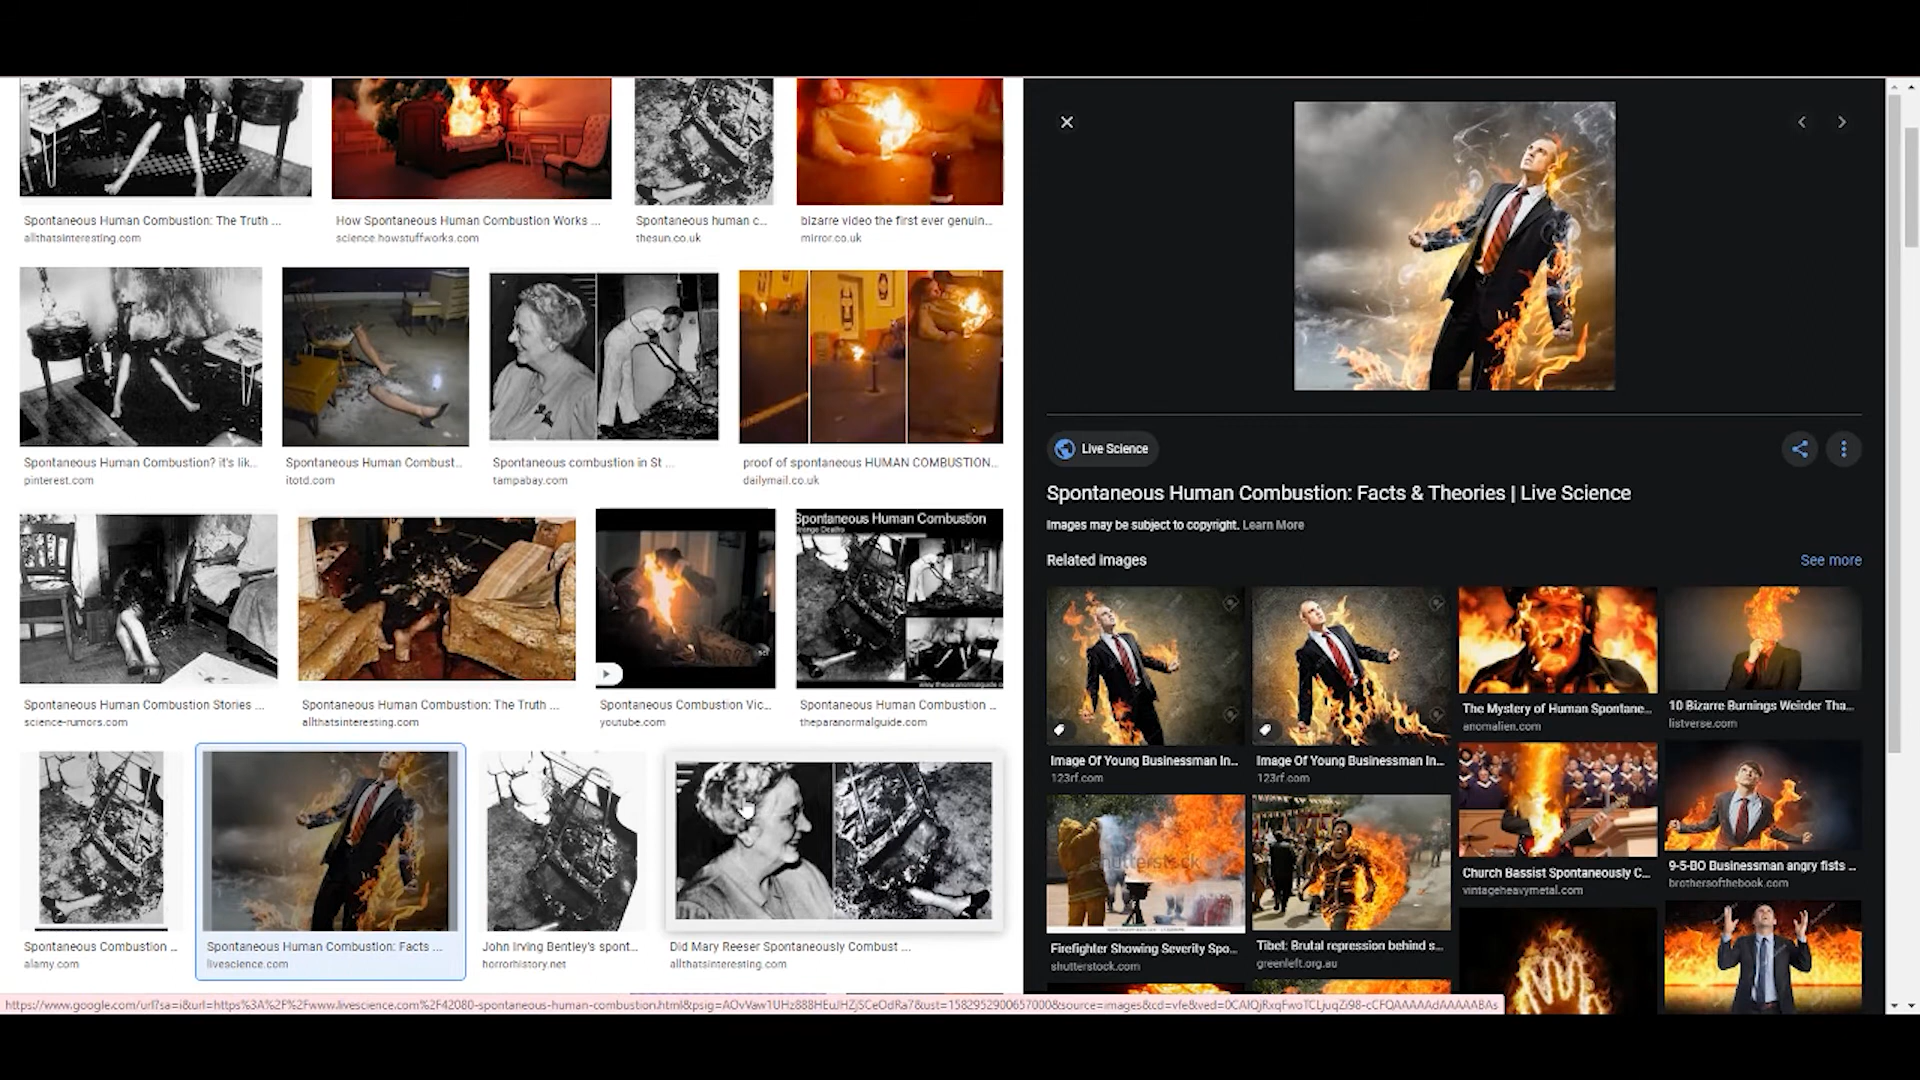 Spontaneous Human Combustion: The Truth ...
allthatsinteresting.com
How Spontaneous Human Combustion Works ...
science.howstuffworks.com
Spontaneous human c...
thesun.co.uk
bizarre video the first ever genuin...
mirror.co.uk
Spontaneous Human Combustion? it's lik...
pinterest.com
Spontaneous Human Combust...
itotd.com
Spontaneous combustion in St ...
tampabay.com
proof of spontaneous HUMAN COMBUSTION...
dailymail.co.uk
Spontaneous Human Combustion
Strange Deaths
Spontaneous Human Combustion Stories ...
science-rumors.com
Spontaneous Human Combustion: The Truth ...
allthatsinteresting.com
Spontaneous Combustion Vic...
youtube.com
Spontaneous Human Combustion ...
theparanormalguide.com
Spontaneous Combustion ...
alamy.com
Spontaneous Human Combustion: Facts ...
livescience.com
John Irving Bentley's spont...
horrorhistory.net
Did Mary Reeser Spontaneously Combust ...
allthatsinteresting.com
Live Science
Spontaneous Human Combustion: Facts & Theories | Live Science
Images may be subject to copyright. Learn More
Related images
See more
Image Of Young Businessman In...
123rf.com
Image Of Young Businessman In...
123rf.com
The Mystery of Human Spontane...
anomalien.com
10 Bizarre Burnings Weirder Tha...
listverse.com
shutterstock
Firefighter Showing Severity Spo...
shutterstock.com
Tibet: Brutal repression behind s...
greenleft.org.au
Church Bassist Spontaneously C...
vintageheavymetal.com
9-5-BO Businessman angry fists ...
brothersofthebook.com